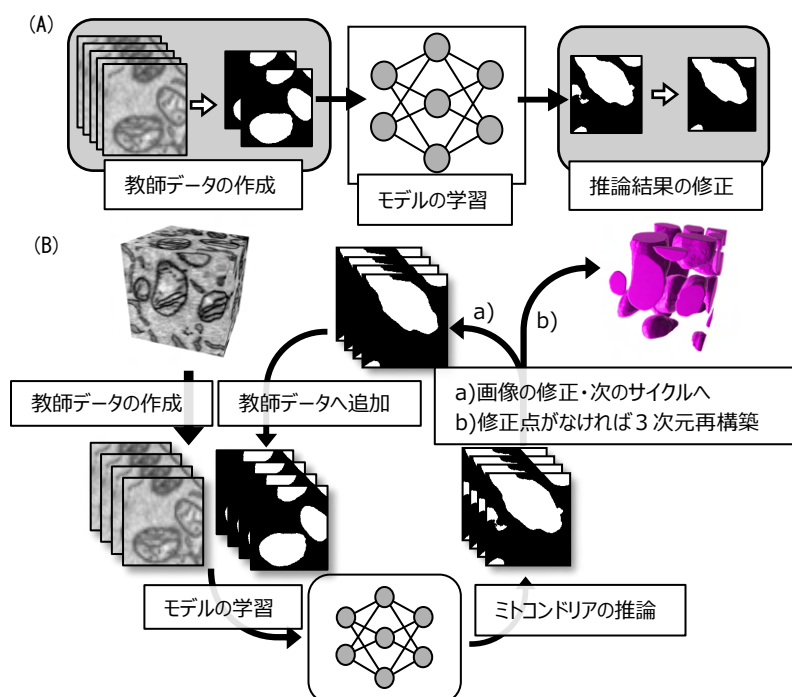 (A)
教師データの作成
モデルの学習
推論結果の修正
(B)
a)
b)
教師データの作成
教師データへ追加
a)画像の修正・次のサイクルへ
b)修正点がなければ３次元再構築
モデルの学習
ミトコンドリアの推論